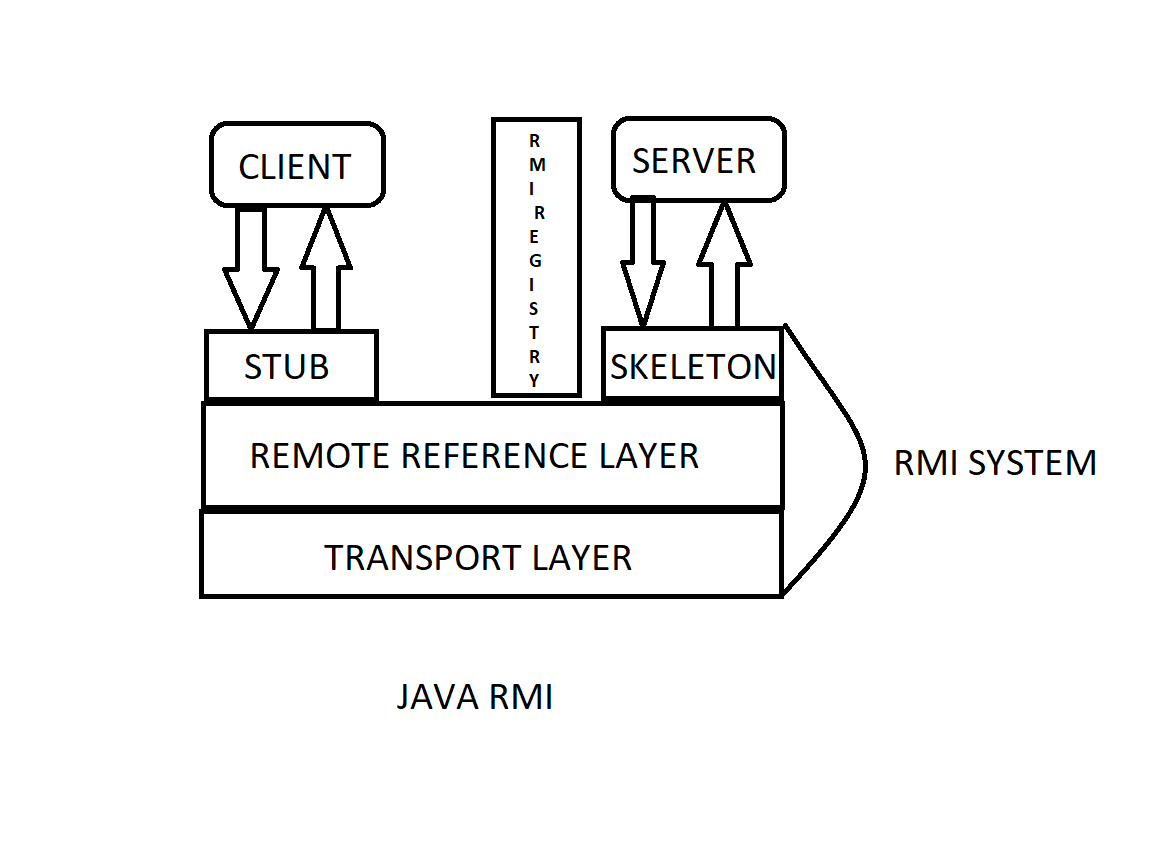 CLIENT
RMI REGISTRY
SERVER
STUB
SKELETON
REMOTE REFERENCE LAYER
RMI SYSTEM
TRANSPORT LAYER
JAVA RMI